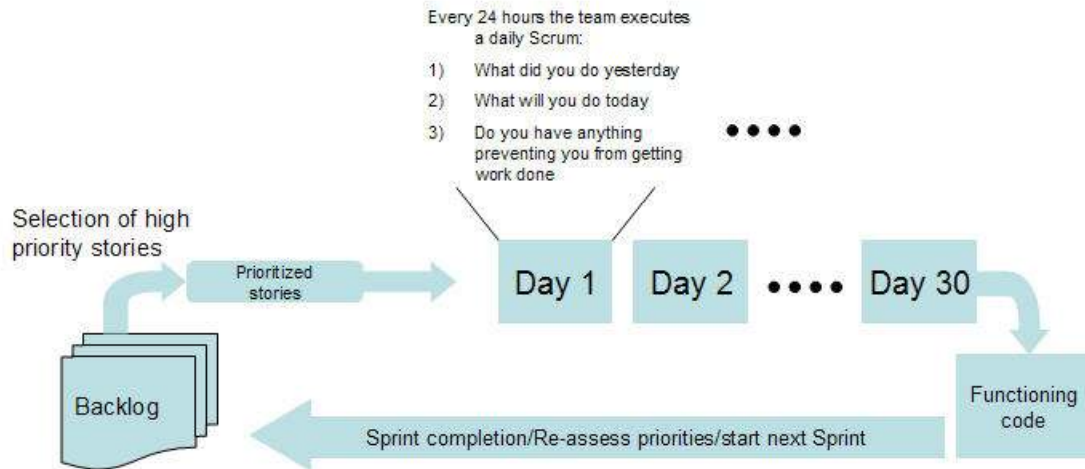 Every 24 hours the team executes
a daily Scrum:
1) What did you do yesterday
2) What will you do today
3) Do you have anything
preventing you from getting
work done
Selection of high
priority stories
Prioritized
stories
Day 1
Day 2
Day 30
Backlog
Functioning
code
Sprint completion/Re-assess priorities/start next Sprint